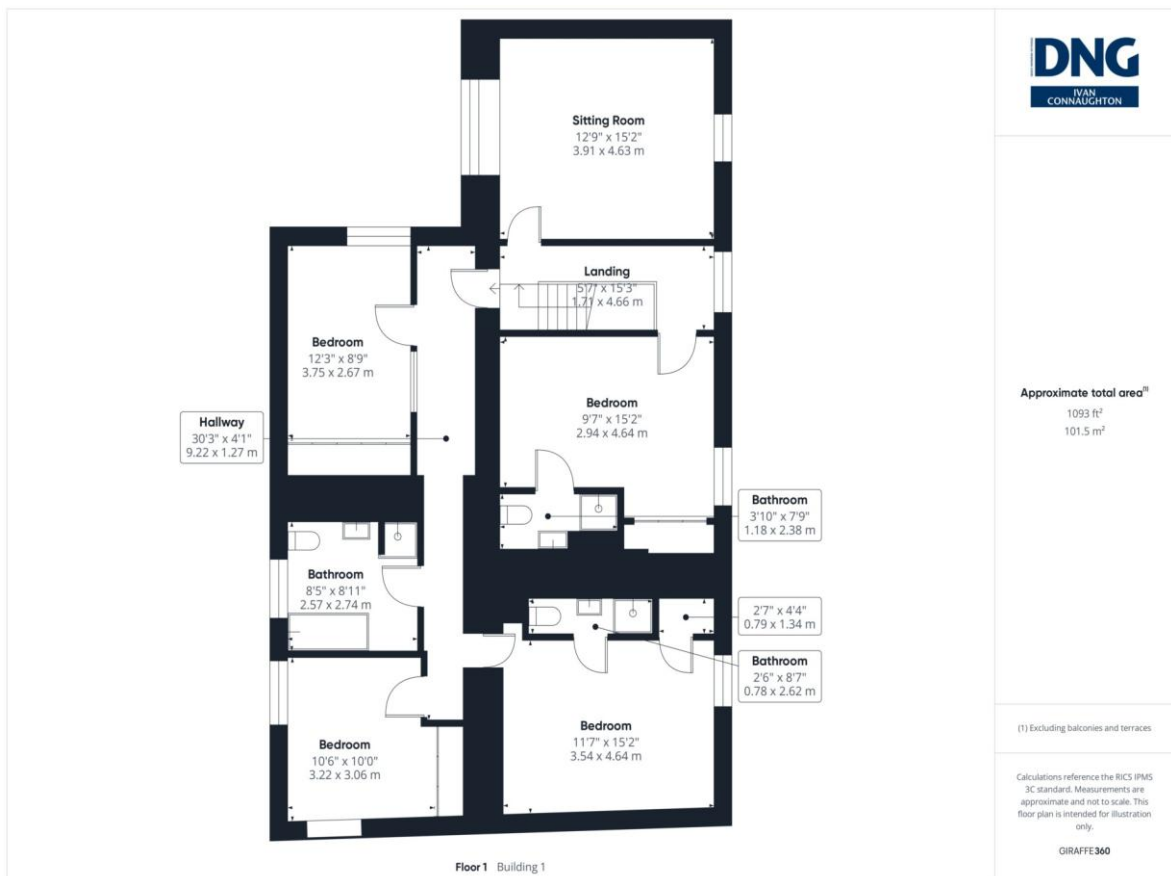 Sitting Room
12'9" x 15'2"
3.91 x 4.63 m
Landing
5'7" x 15'3"
1.71 x 4.66 m
Bedroom
12'3" x 8'9"
3.75 x 2.67 m
Hallway
30'3" x 4'1"
9.22 x 1.27 m
Bedroom
9'7" x 15'2"
2.94 x 4.64 m
Bathroom
3'10" x 7'9"
1.18 x 2.38 m
Bathroom
8'5" x 8'11"
2.57 x 2.74 m
2'7" x 4'4"
0.79 x 1.34 m
Bathroom
2'6" x 8'7"
0.78 x 2.62 m
Bedroom
11'7" x 15'2"
3.54 x 4.64 m
Bedroom
10'6" x 10'0"
3.22 x 3.06 m
Floor 1 Building 1
DNG
IVAN
CONNAUGHTON
Approximate total area(1)
1093 ft²
101.5 m²
(1) Excluding balconies and terraces
Calculations reference the RICS IPMS
3C standard. Measurements are
approximate and not to scale. This
floor plan is intended for illustration
only.
GIRAFFE360